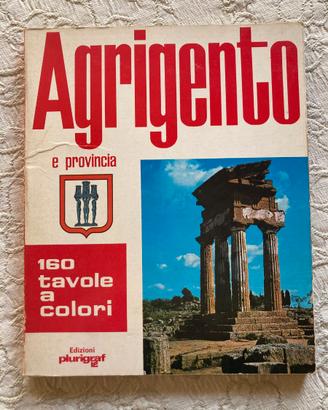 Agrigento
e provincia
160
tavole
a
colori
Edizioni
plurigraf